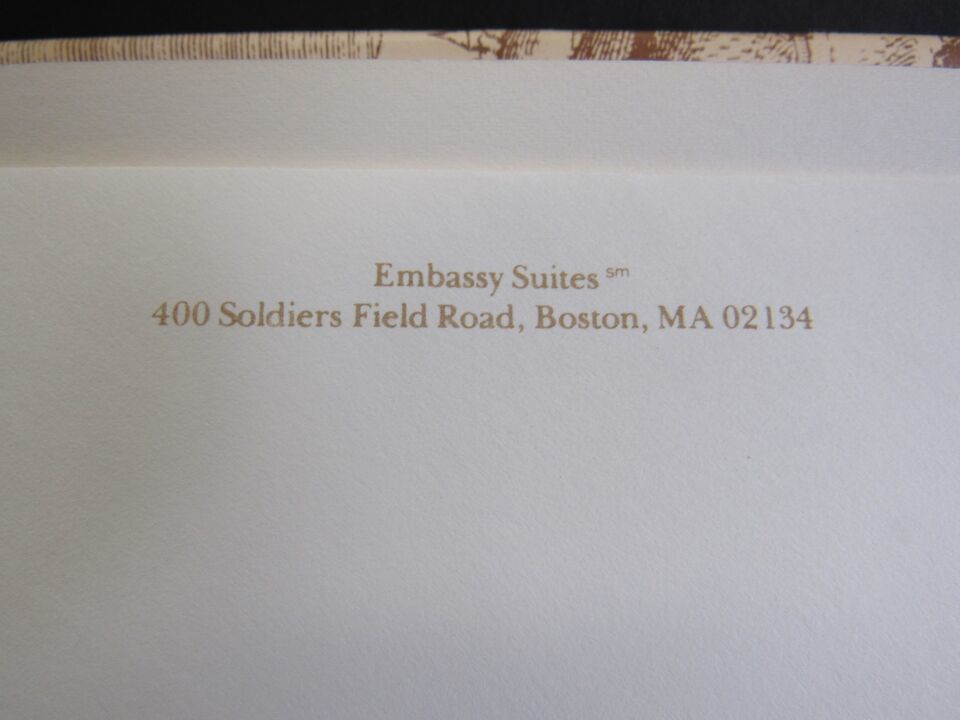 Embassy Suites sm
400 Soldiers Field Road, Boston, MA 02134